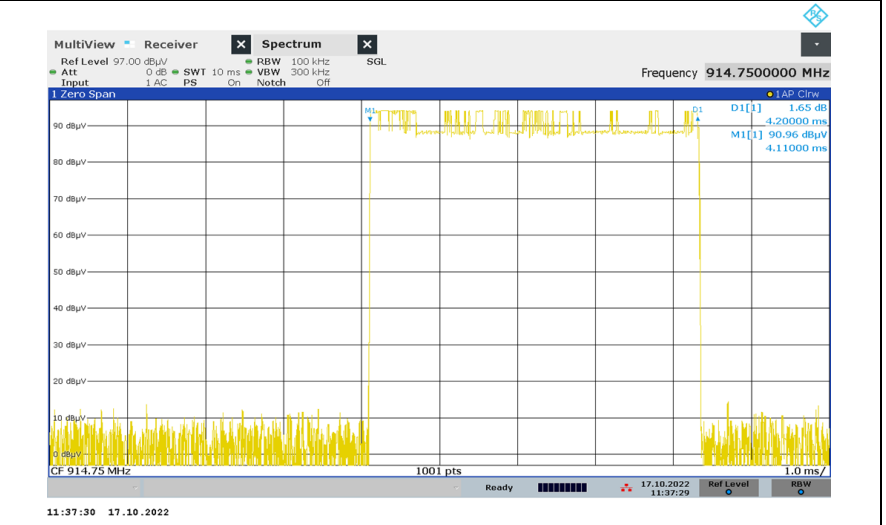 MultiView Receiver Spectrum
Ref Level 97.00 dBµV RBW 100 kHz SGL
Att 0 dB SWT 10 ms VBW 300 kHz
Input 1 AC PS On Notch Off
Frequency 914.7500000 MHz
1 Zero Span 1AP Clrw
M1 D1 D1[1] 1.65 dB
4.20000 ms
90 dBµV M1[1] 90.96 dBµV
4.11000 ms
80 dBµV
70 dBµV
60 dBµV
50 dBµV
40 dBµV
30 dBµV
20 dBµV
10 dBµV
0 dBµV
CF 914.75 MHz 1001 pts 1.0 ms/
Ready 17.10.2022 Ref Level RBW
11:37:29
11:37:30 17.10.2022